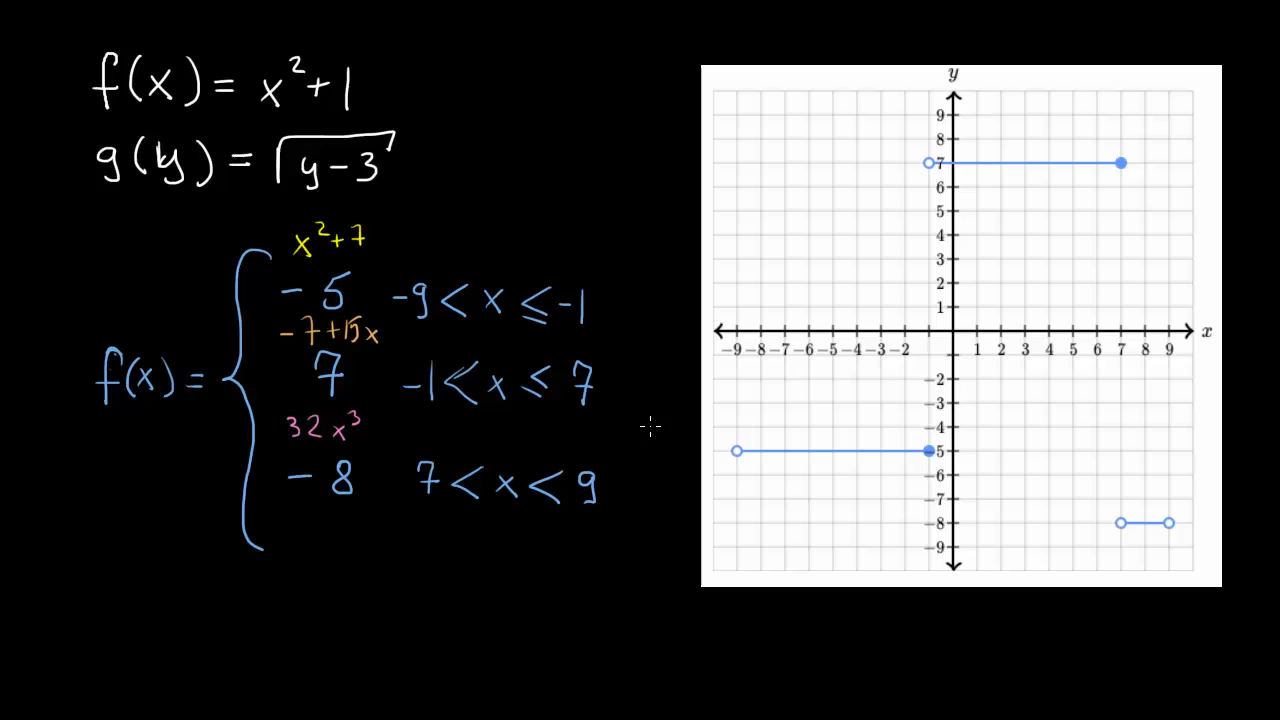 f(x) = x² + 1
g(y) = √(y - 3)
x² + 7
- 5 -9 < x ≤ -1
- 7 + 15x
f(x) = { 7 -1 < x ≤ 7
32x³
- 8 7 < x < 9
y
9
8
7
6
5
4
3
2
1
-9 -8 -7 -6 -5 -4 -3 -2 1 2 3 4 5 6 7 8 9 x
-2
-3
-4
-5
-6
-7
-8
-9